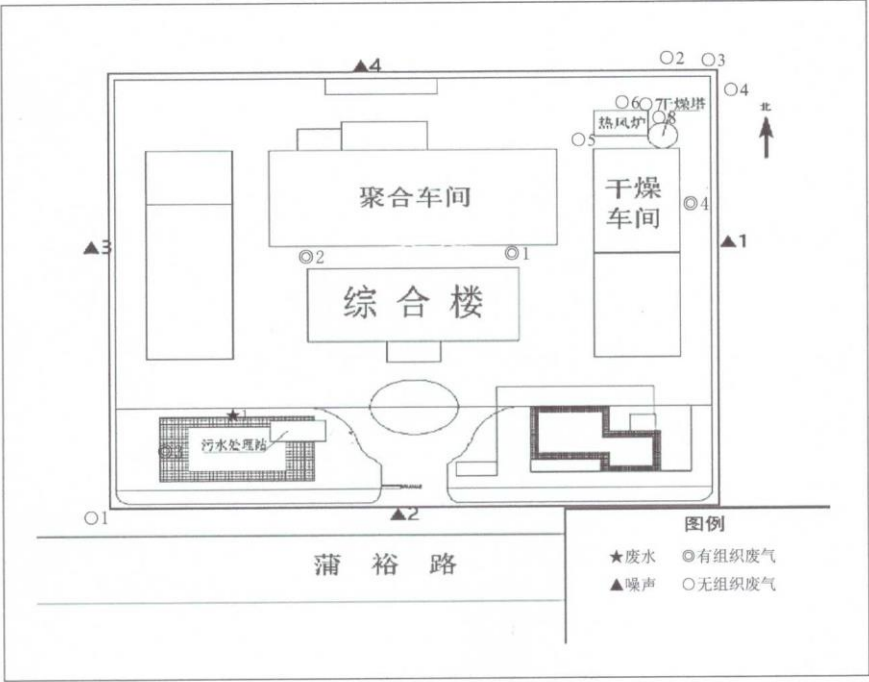 ▲4
○2
○3
○4
北
○6
○7干燥塔
○8
热风炉
○5
聚合车间
干燥
车间
◎4
▲3
▲1
◎2
◎1
综合楼
★1
污水处理站
◎3
○1
▲2
图例
★废水 ◎有组织废气
▲噪声 ○无组织废气
蒲裕路